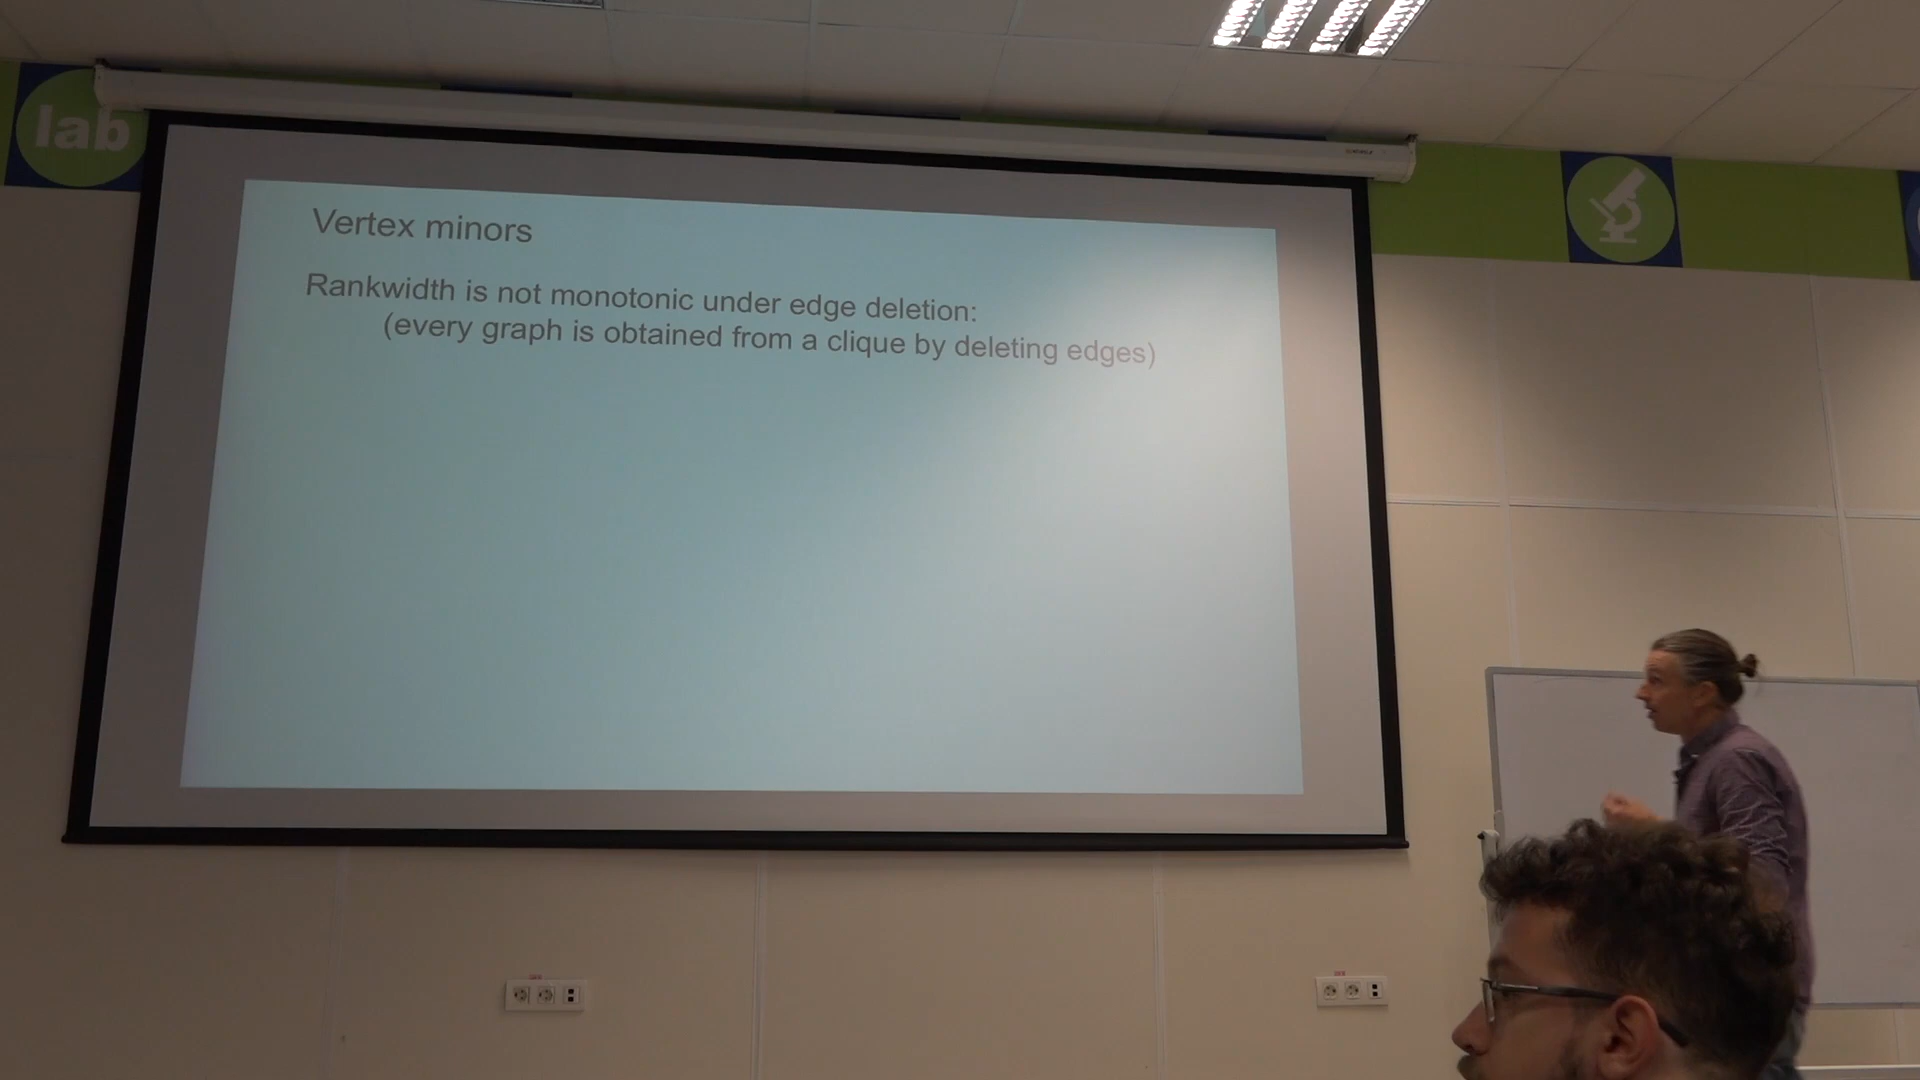 lab
Vertex minors
Rankwidth is not monotonic under edge deletion:
(every graph is obtained from a clique by deleting edges)